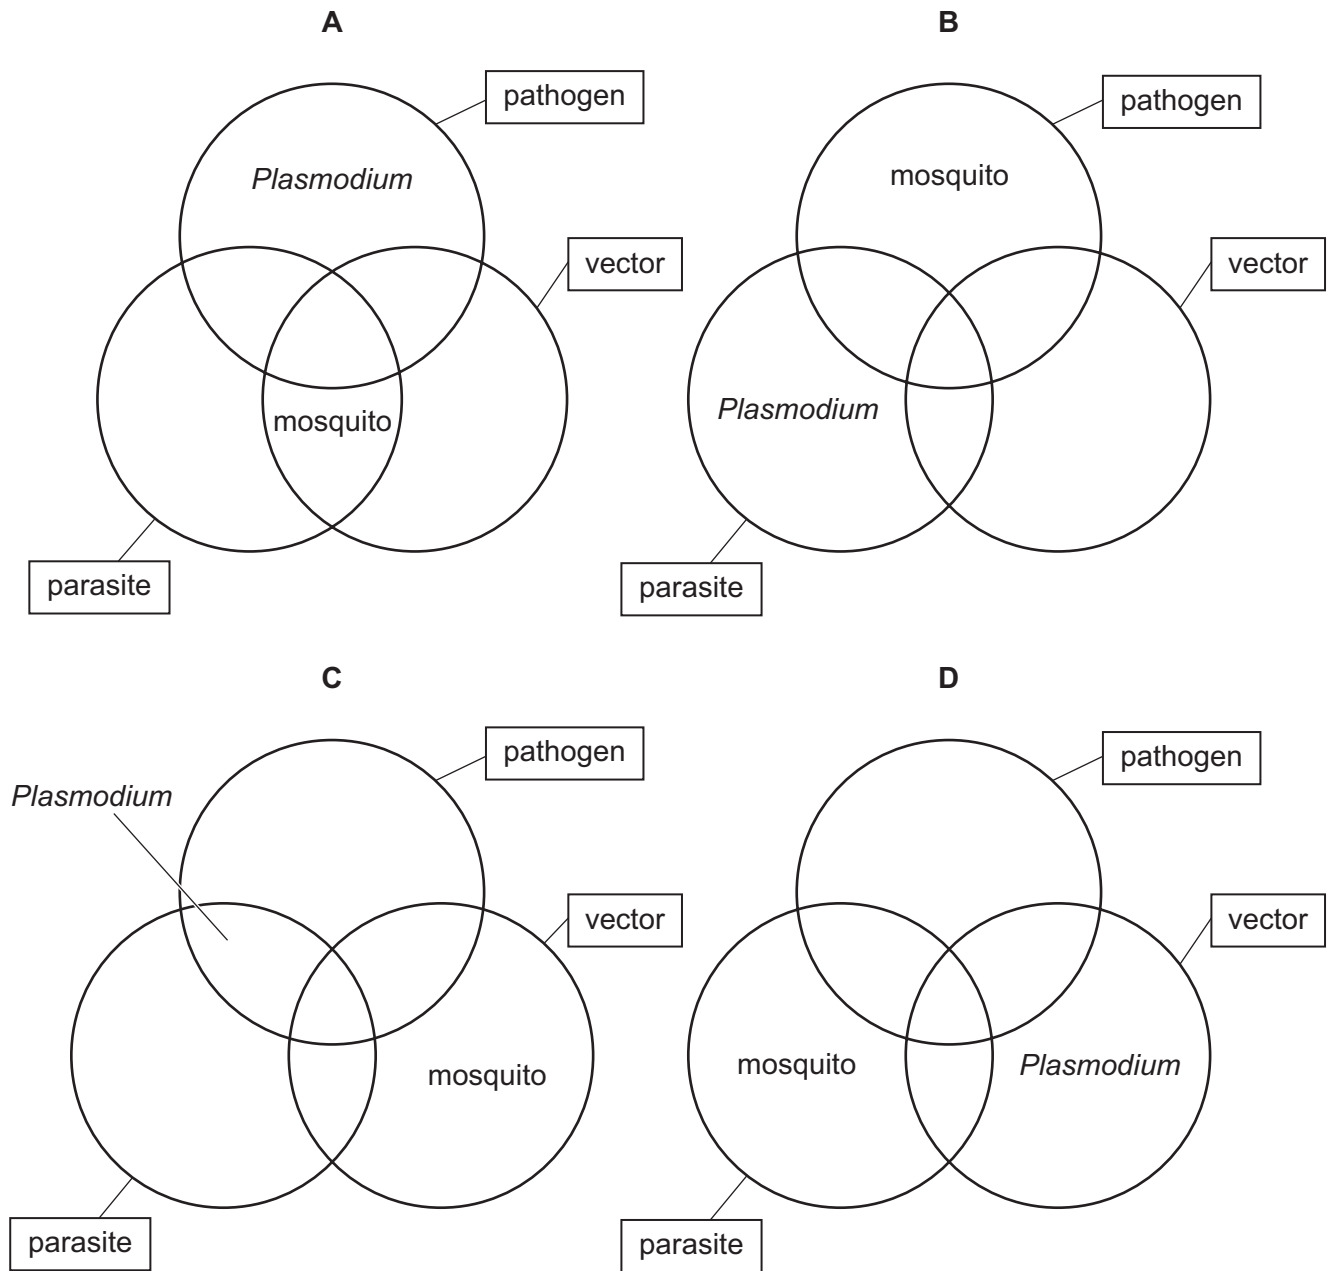 A
pathogen
Plasmodium
vector
mosquito
parasite
B
pathogen
mosquito
vector
Plasmodium
parasite
C
pathogen
Plasmodium
vector
mosquito
parasite
D
pathogen
vector
mosquito
Plasmodium
parasite